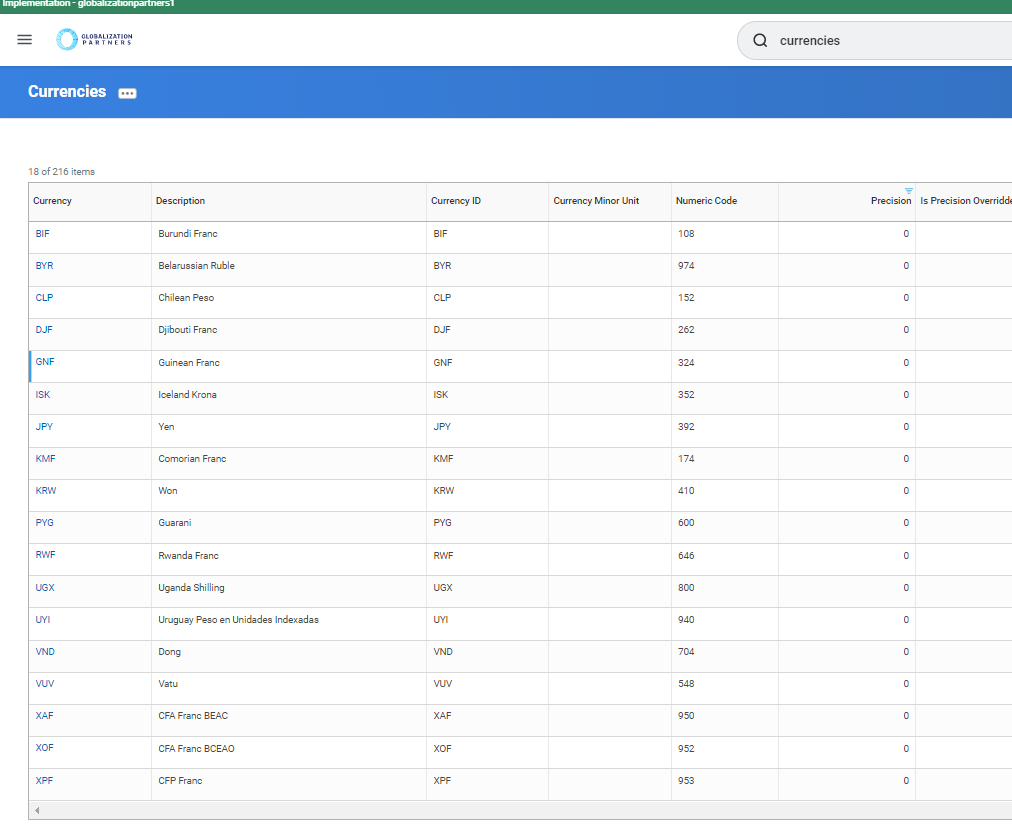 Implementation - globalizationpartners1
GLOBALIZATION
PARTNERS
currencies
Currencies
18 of 216 items
Currency Description Currency ID Currency Minor Unit Numeric Code Precision Is Precision Overridde
BIF Burundi Franc BIF 108 0
BYR Belarussian Ruble BYR 974 0
CLP Chilean Peso CLP 152 0
DJF Djibouti Franc DJF 262 0
GNF Guinean Franc GNF 324 0
ISK Iceland Krona ISK 352 0
JPY Yen JPY 392 0
KMF Comorian Franc KMF 174 0
KRW Won KRW 410 0
PYG Guarani PYG 600 0
RWF Rwanda Franc RWF 646 0
UGX Uganda Shilling UGX 800 0
UYI Uruguay Peso en Unidades Indexadas UYI 940 0
VND Dong VND 704 0
VUV Vatu VUV 548 0
XAF CFA Franc BEAC XAF 950 0
XOF CFA Franc BCEAO XOF 952 0
XPF CFP Franc XPF 953 0